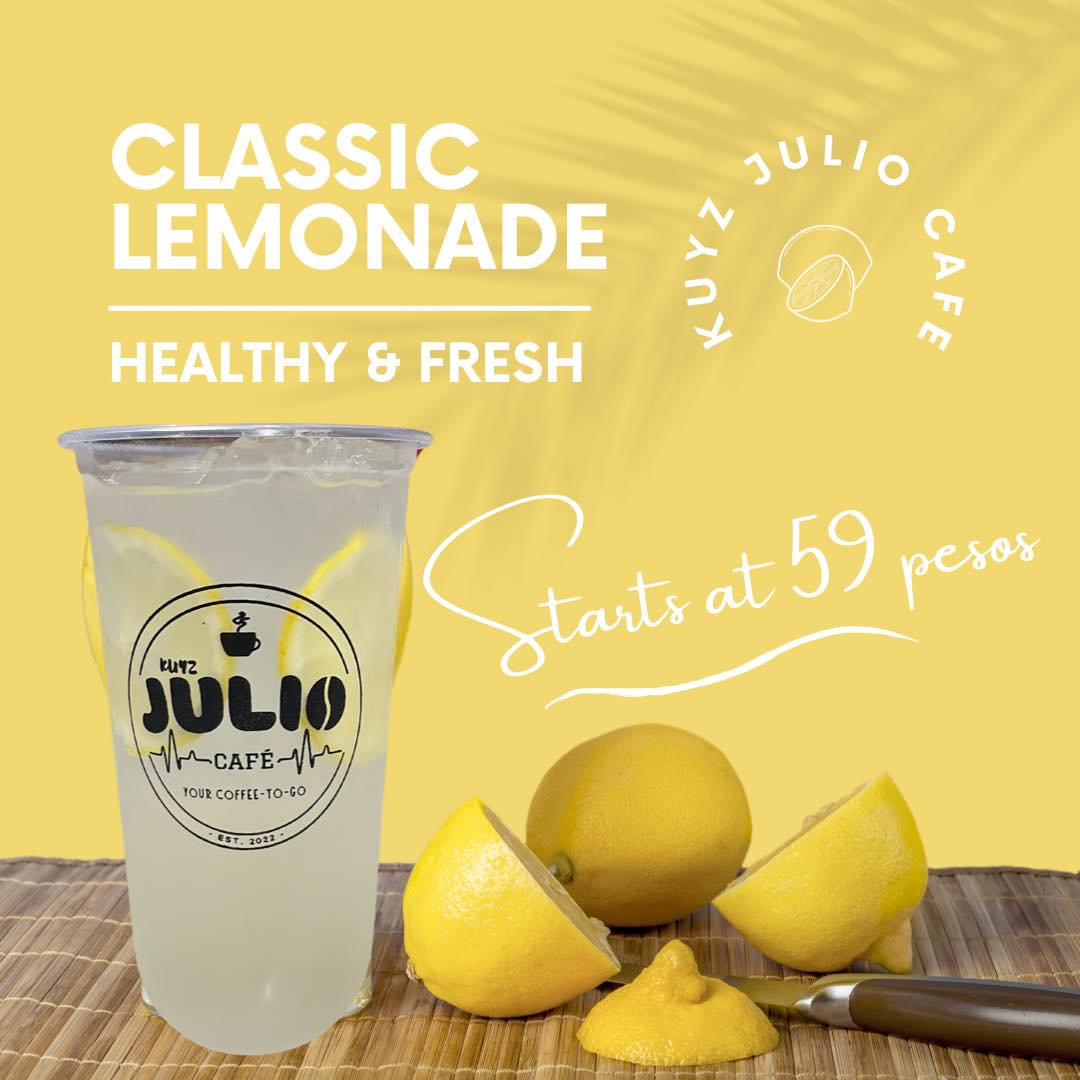 CLASSIC
LEMONADE
HEALTHY & FRESH
KUYZ JULIO CAFE
Starts at 59 pesos
KUYZ
JULIO
CAFÉ
YOUR COFFEE-TO-GO
- EST. 2022 -